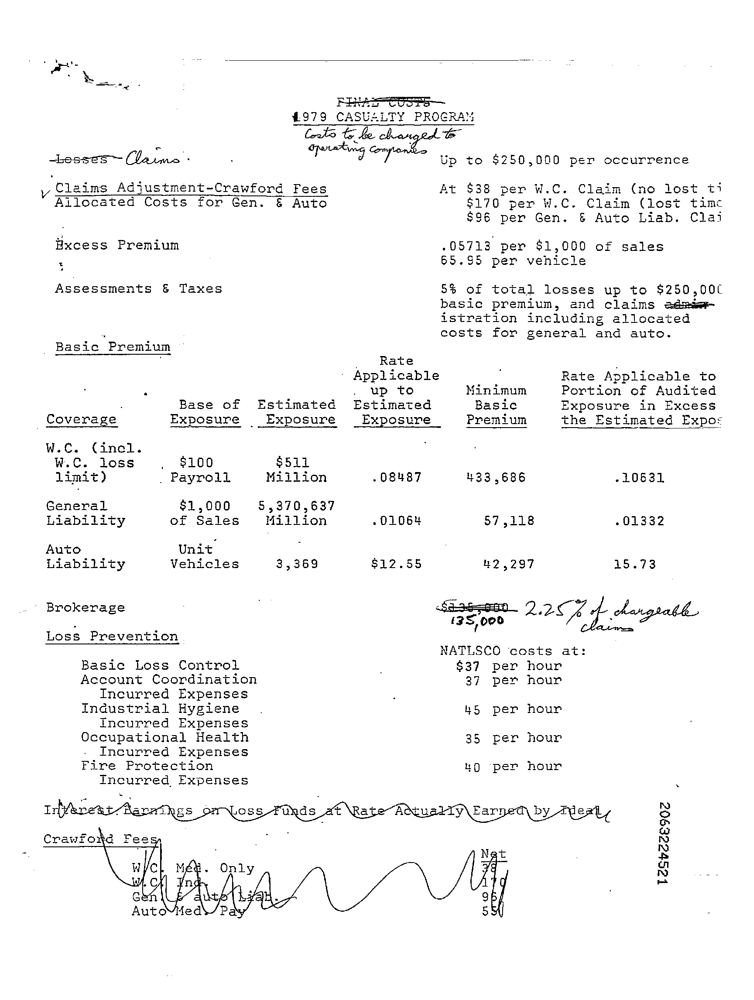 FINAL COSTS
1979 CASUALTY PROGRAM
Costs to be charged to
operating companies
Losses Claims
Up to $250,000 per occurrence
Claims Adjustment-Crawford Fees
Allocated Costs for Gen. & Auto
At $38 per W.C. Claim (no lost ti
$170 per W.C. Claim (lost time
$96 per Gen. & Auto Liab. Clai
Excess Premium
.05713 per $1,000 of sales
65.95 per vehicle
Assessments & Taxes
5% of total losses up to $250,000
basic premium, and claims admin-
istration including allocated
costs for general and auto.
Basic Premium
Coverage
Base of
Exposure
Estimated
Exposure
Rate
Applicable
up to
Estimated
Exposure
Minimum
Basic
Premium
Rate Applicable to
Portion of Audited
Exposure in Excess
the Estimated Expos
W.C. (incl.
W.C. loss $100 $511
limit) Payroll Million .08487 433,686 .10631
General $1,000 5,370,637
Liability of Sales Million .01064 57,118 .01332
Auto Unit
Liability Vehicles 3,369 $12.55 42,297 15.73
Brokerage
135,000
2.25% of chargeable
claims
Loss Prevention
NATLSCO costs at:
Basic Loss Control $37 per hour
Account Coordination 37 per hour
Incurred Expenses
Industrial Hygiene 45 per hour
Incurred Expenses
Occupational Health 35 per hour
Incurred Expenses
Fire Protection 40 per hour
Incurred Expenses
Interest Earnings on Loss Funds at Rate Actually Earned by Ideal
Crawford Fees
Net
W.C. Med. Only 38
W.C. Ind. 170
Gen. & auto Liab. 96
Auto Med. Pay 55
2063224521